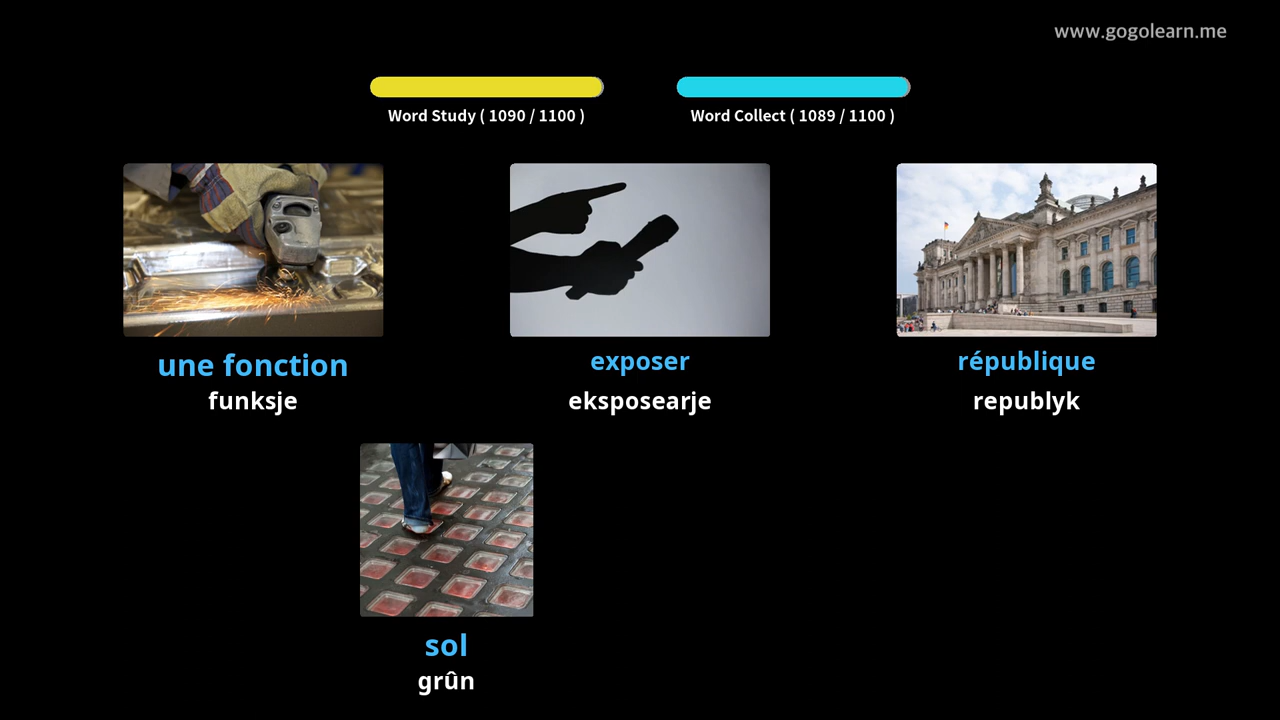 www.gogolearn.me
Word Study ( 1090 / 1100 )
Word Collect ( 1089 / 1100 )
une fonction
funksje
exposer
eksposearje
république
republyk
sol
grûn